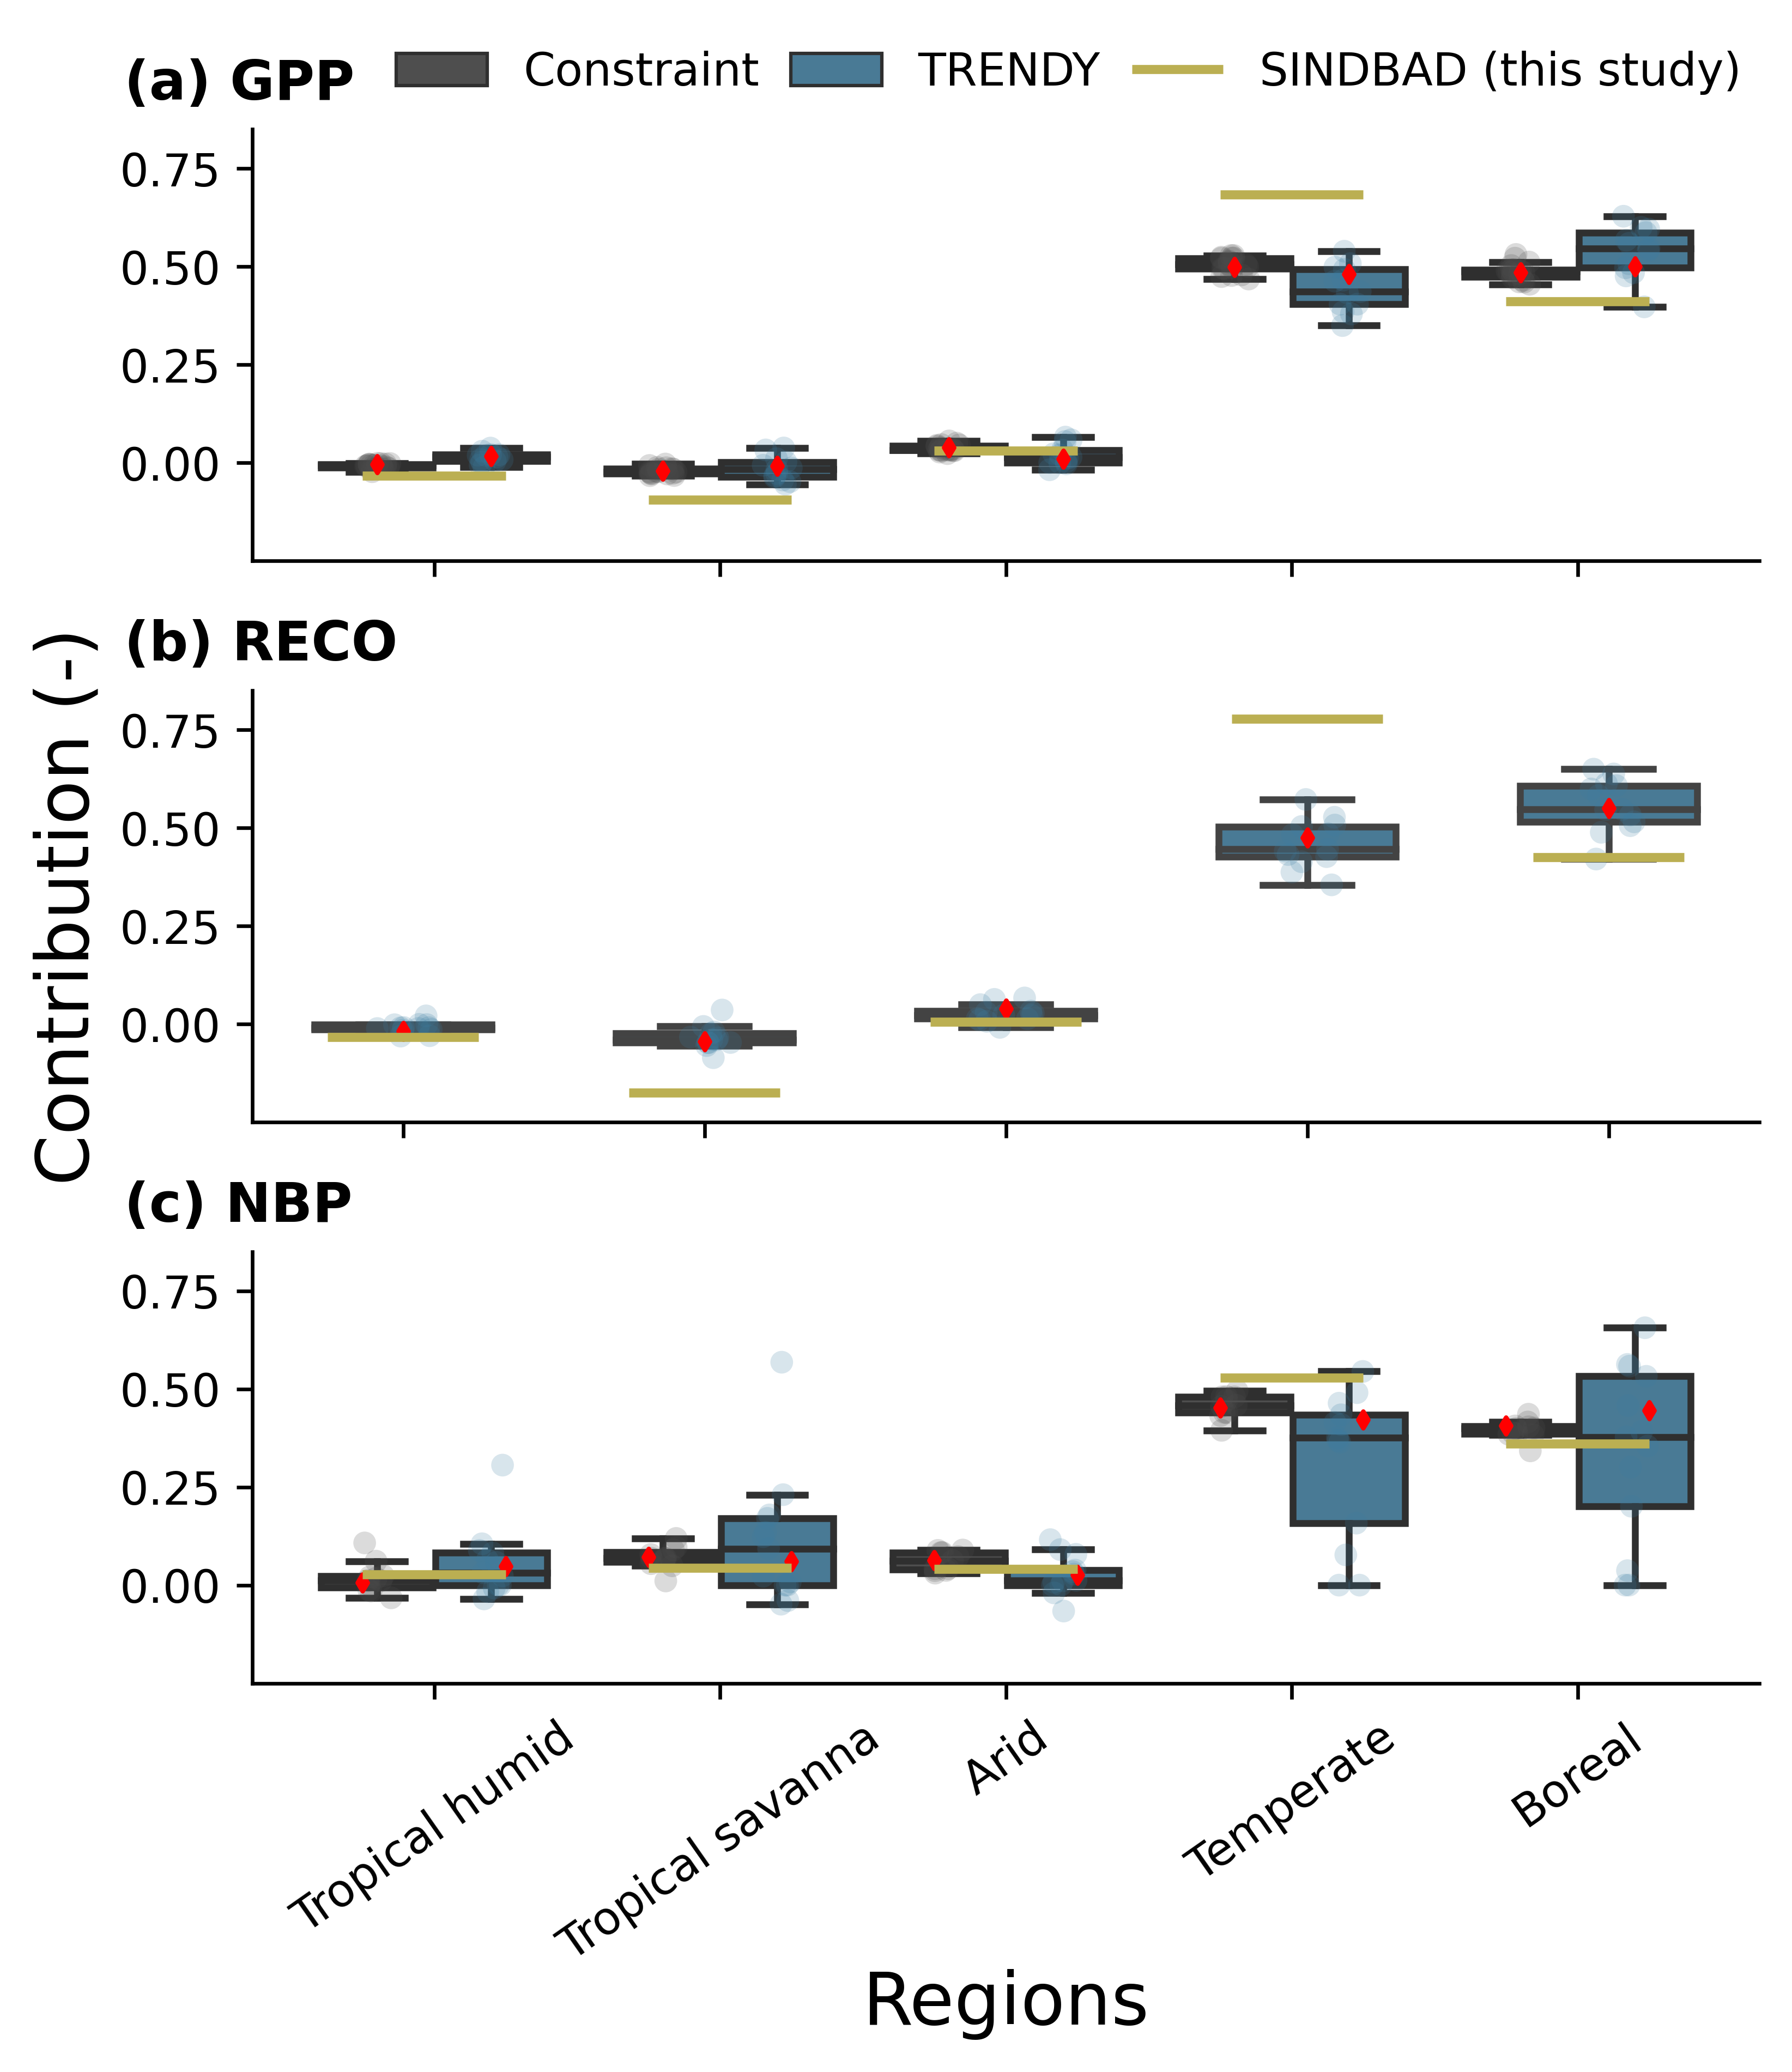 (a) GPP Constraint TRENDY SINDBAD (this study)
0.75
0.50
0.25
0.00
(b) RECO
0.75
0.50
0.25
0.00
Contribution (-)
(c) NBP
0.75
0.50
0.25
0.00
Tropical humid Tropical savanna Arid Temperate Boreal
Regions